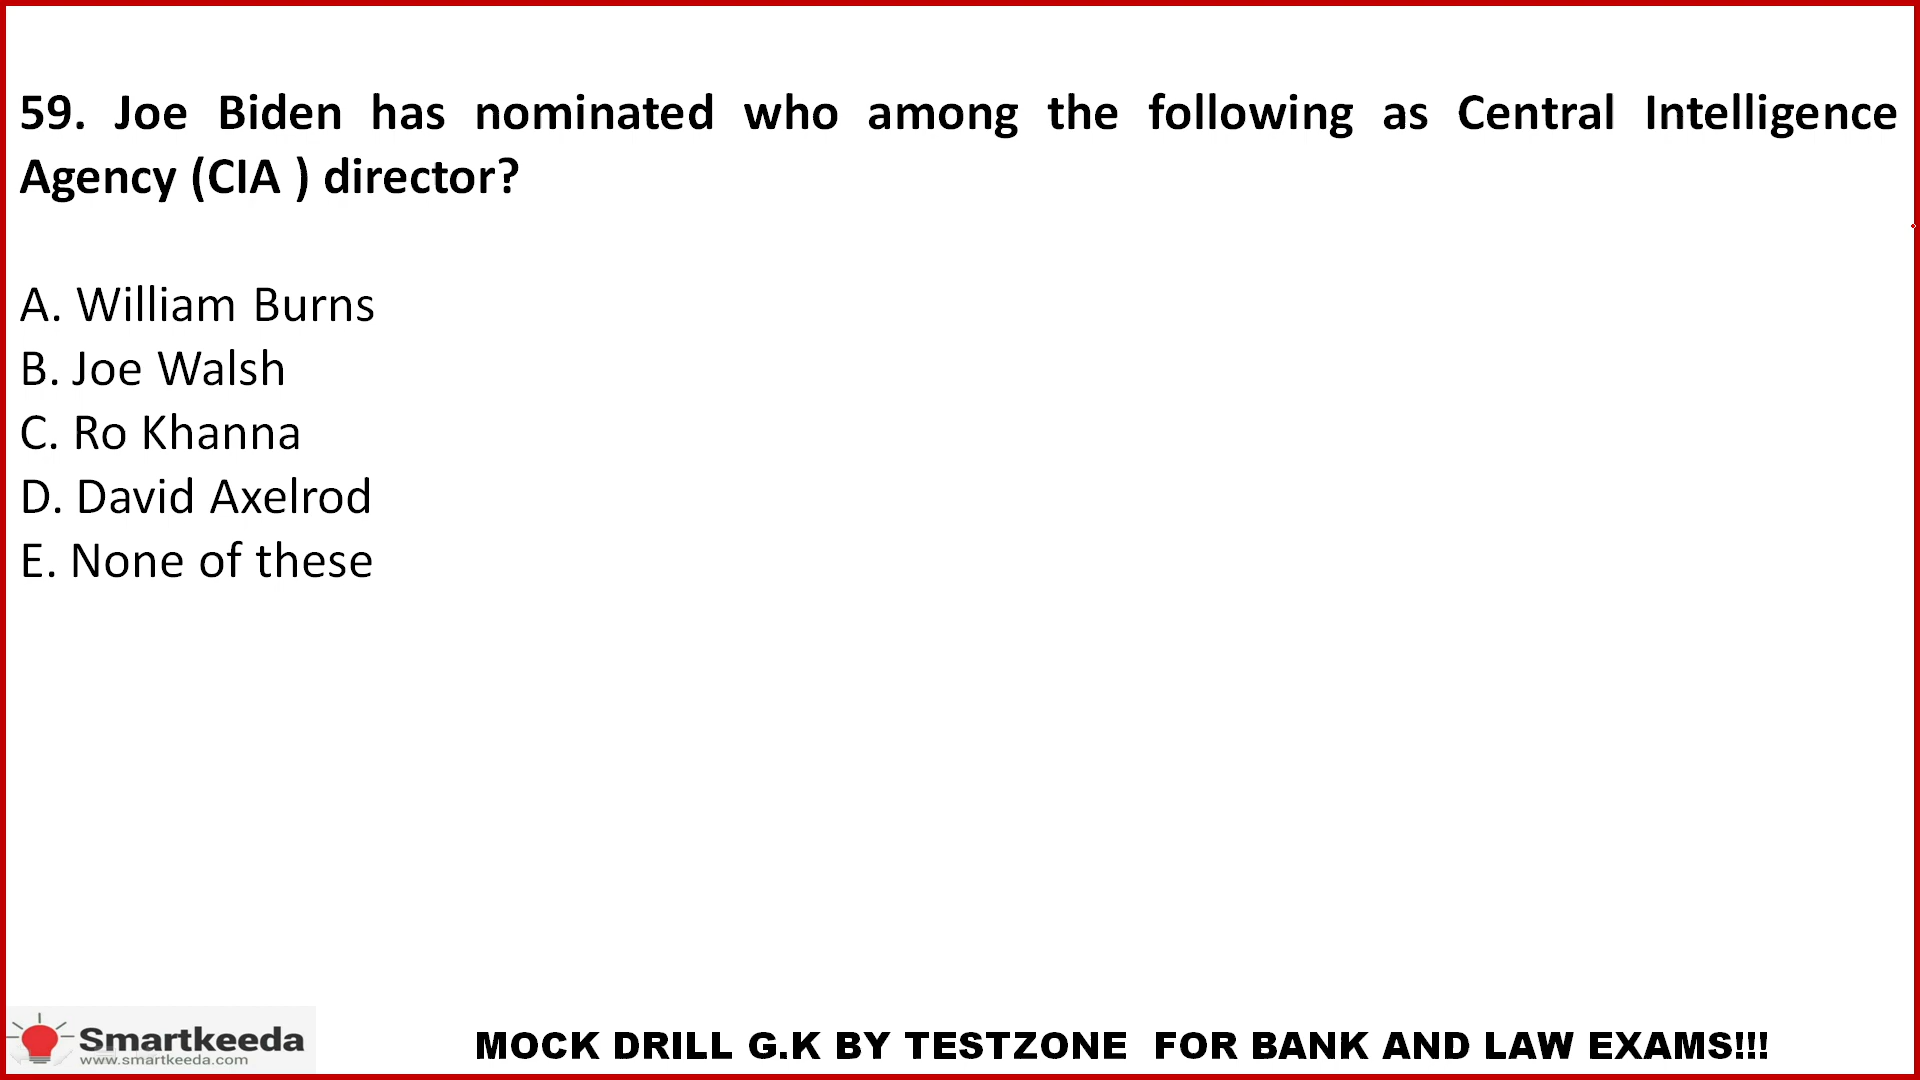 59. Joe Biden has nominated who among the following as Central Intelligence
Agency (CIA ) director?
A. William Burns
B. Joe Walsh
C. Ro Khanna
D. David Axelrod
E. None of these
Smartkeeda
www.smartkeeda.com
MOCK DRILL G.K BY TESTZONE FOR BANK AND LAW EXAMS!!!